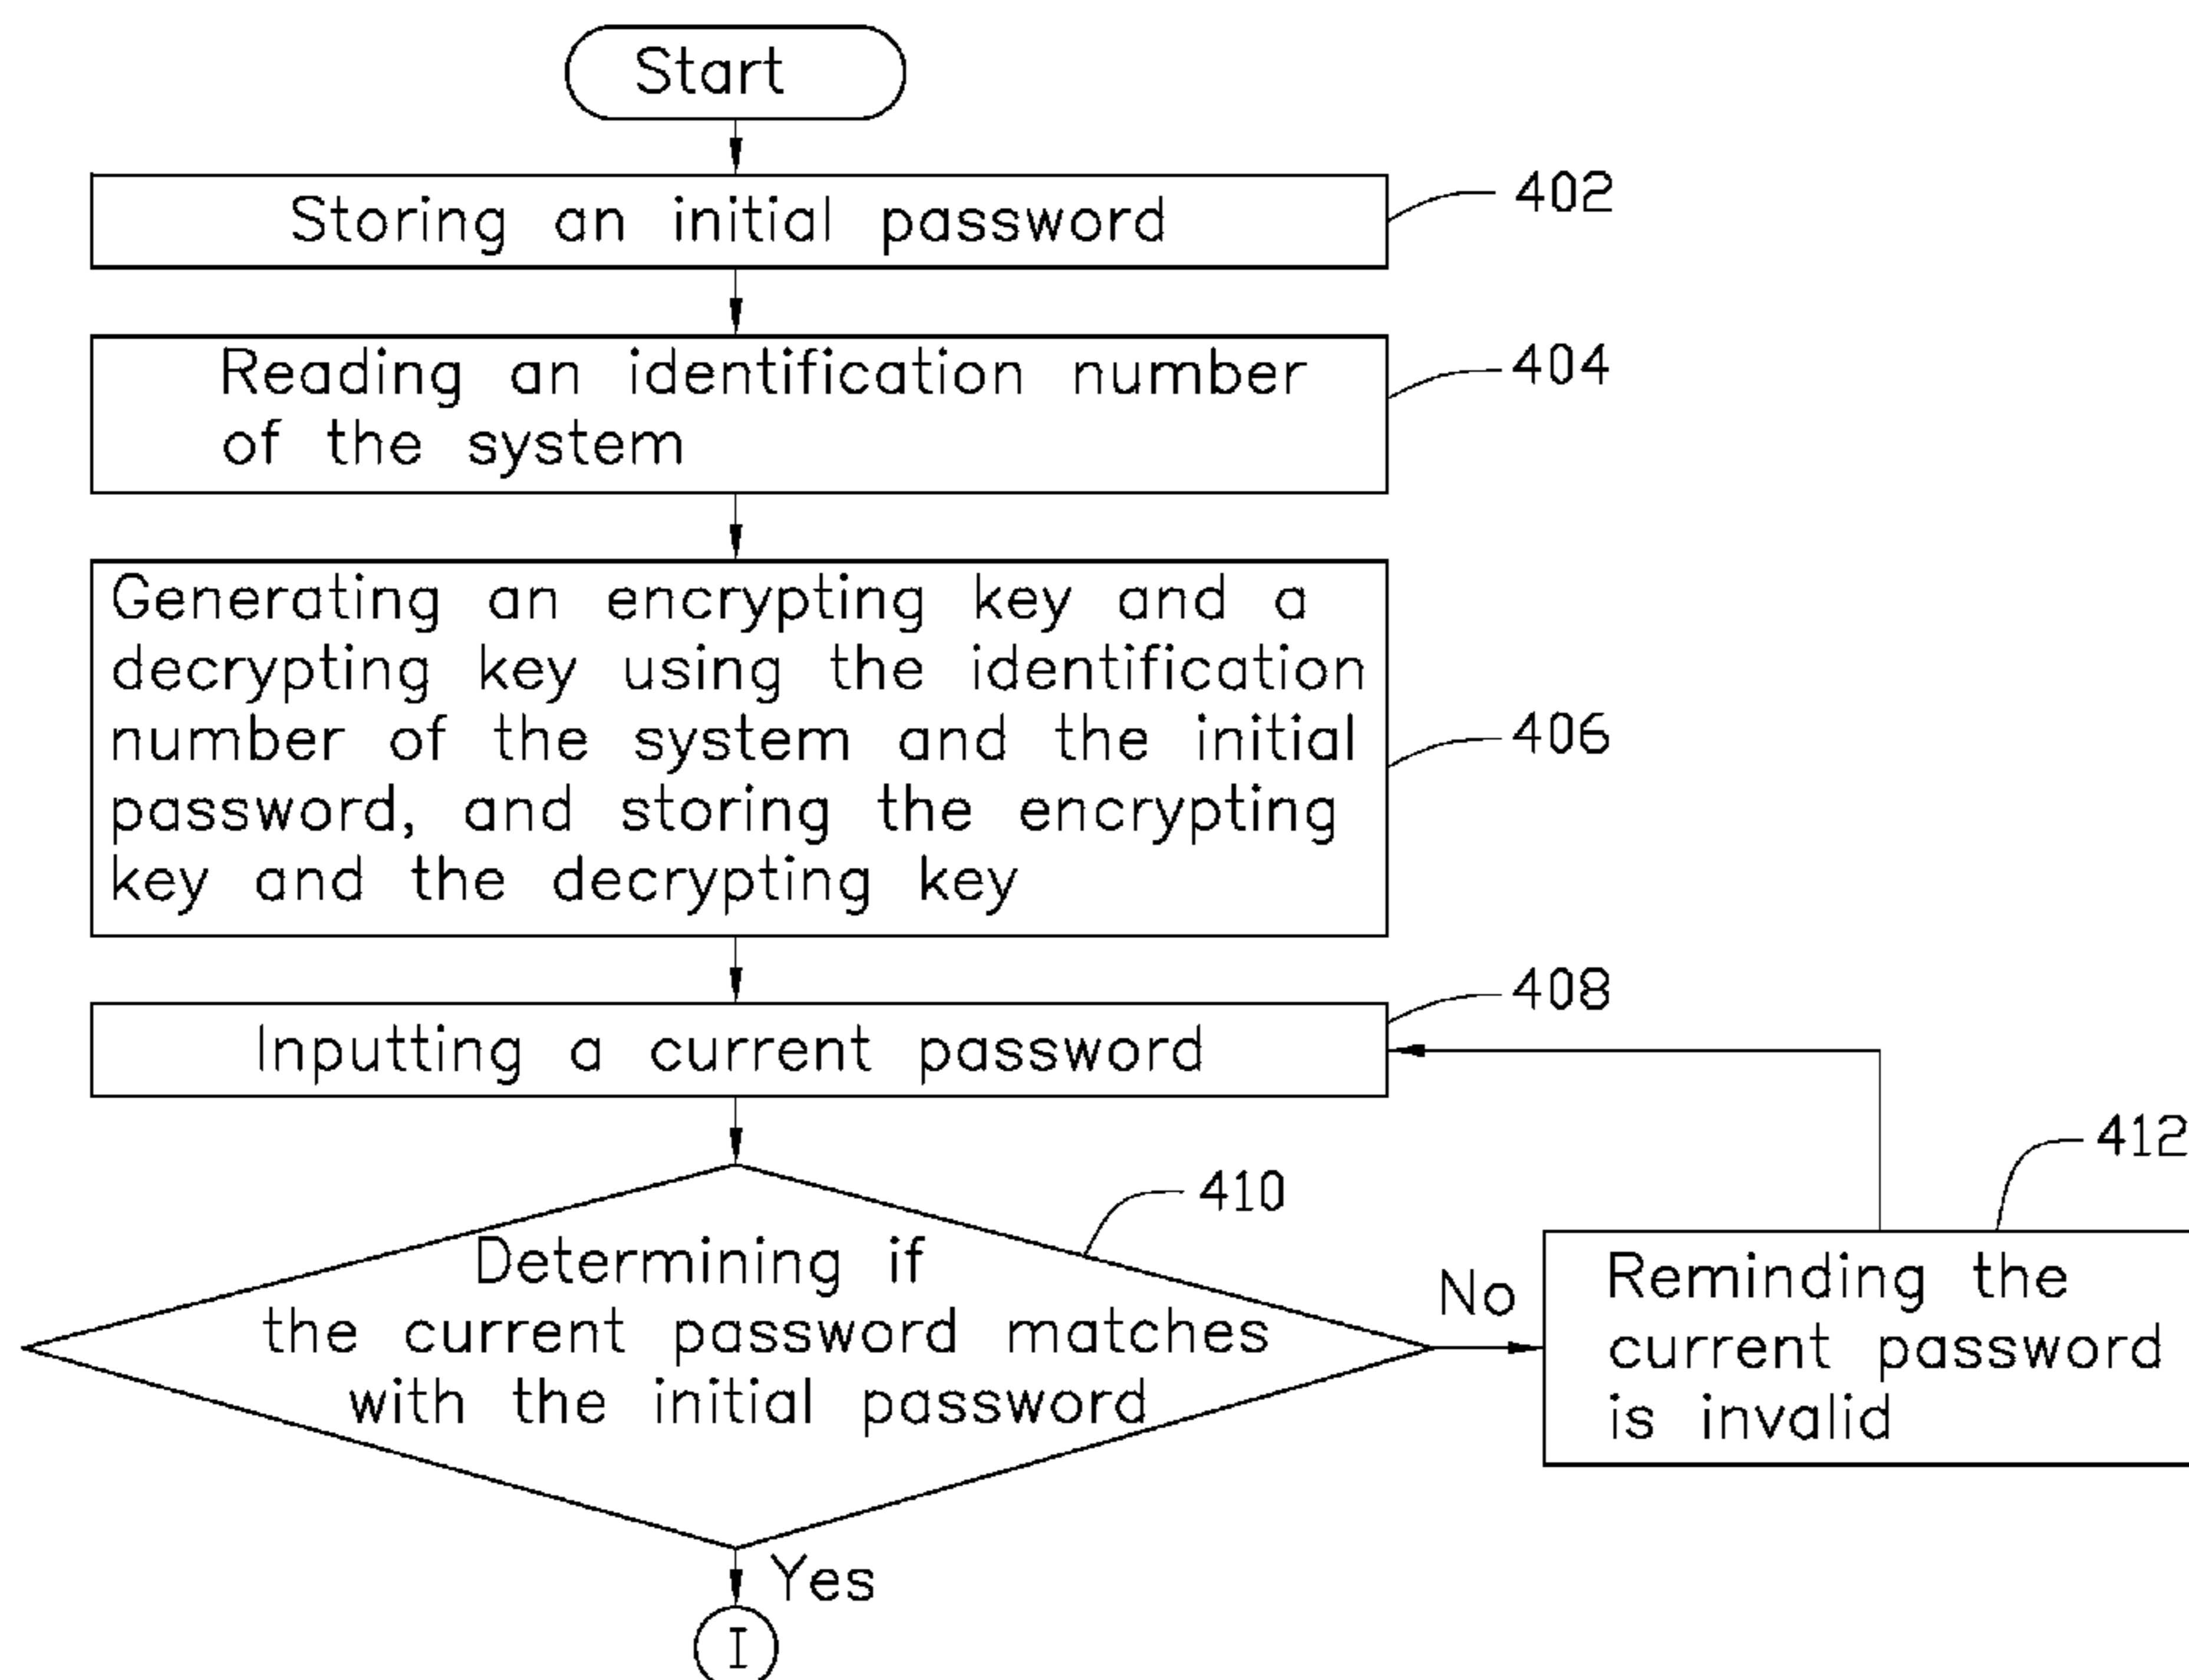 Start
Storing an initial password
402
Reading an identification number
of the system
404
Generating an encrypting key and a
decrypting key using the identification
number of the system and the initial
password, and storing the encrypting
key and the decrypting key
406
Inputting a current password
408
Determining if
the current password matches
with the initial password
410
No
Reminding the
current password
is invalid
412
Yes
I